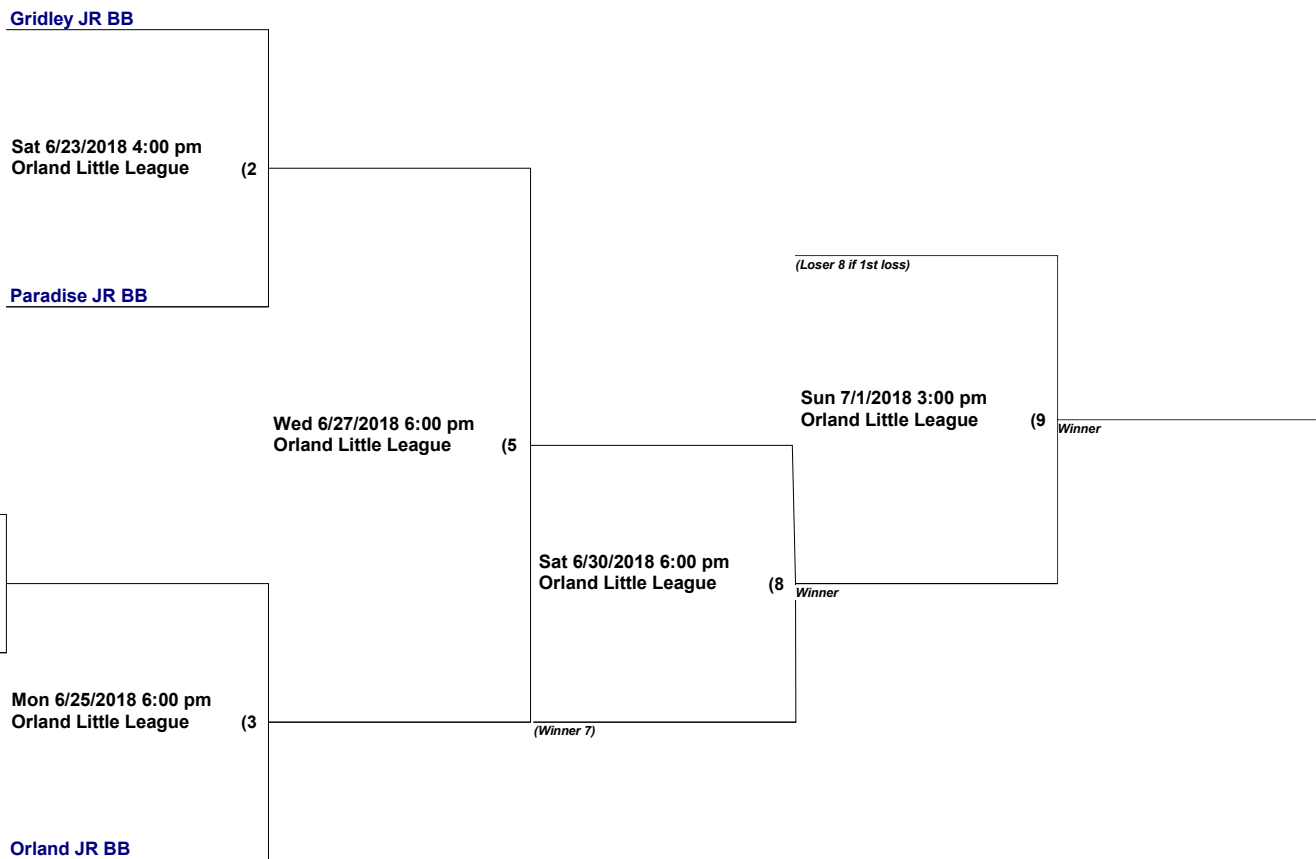 Gridley JR BB
Sat 6/23/2018 4:00 pm
Orland Little League (2
Paradise JR BB
(Loser 8 if 1st loss)
Sun 7/1/2018 3:00 pm
Orland Little League (9
Winner
Wed 6/27/2018 6:00 pm
Orland Little League (5
Sat 6/30/2018 6:00 pm
Orland Little League (8
Winner
Mon 6/25/2018 6:00 pm
Orland Little League (3
(Winner 7)
Orland JR BB